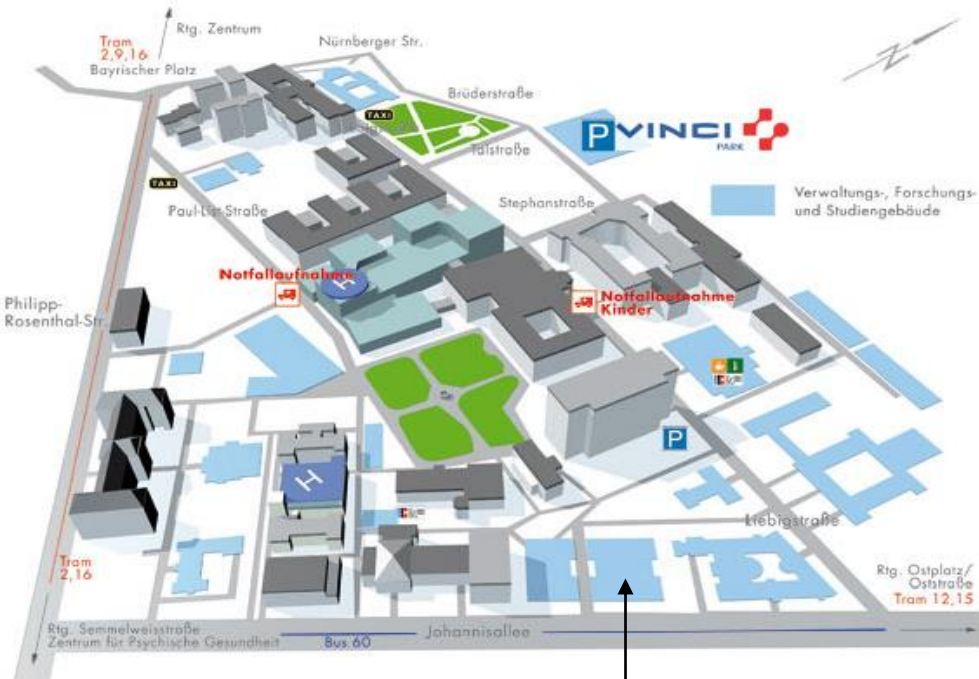 Rtg. Zentrum
Tram
2,9,16
Bayrischer Platz
Nürnberger Str.
Brüderstraße
TAXI
Talstraße
P VINCI
PARK
Verwaltungs-, Forschungs-
und Studiengebäude
TAXI
Paul-List-Straße
Stephanstraße
Notfallaufnahme
H
Notfallaufnahme
Kinder
Philipp-
Rosenthal-Str.
P
H
Liebigstraße
Tram
2,16
Rtg. Ostplatz/
Oststraße
Tram 12,15
Rtg. Semmelweisstraße
Zentrum für Psychische Gesundheit
Bus 60
Johannisallee